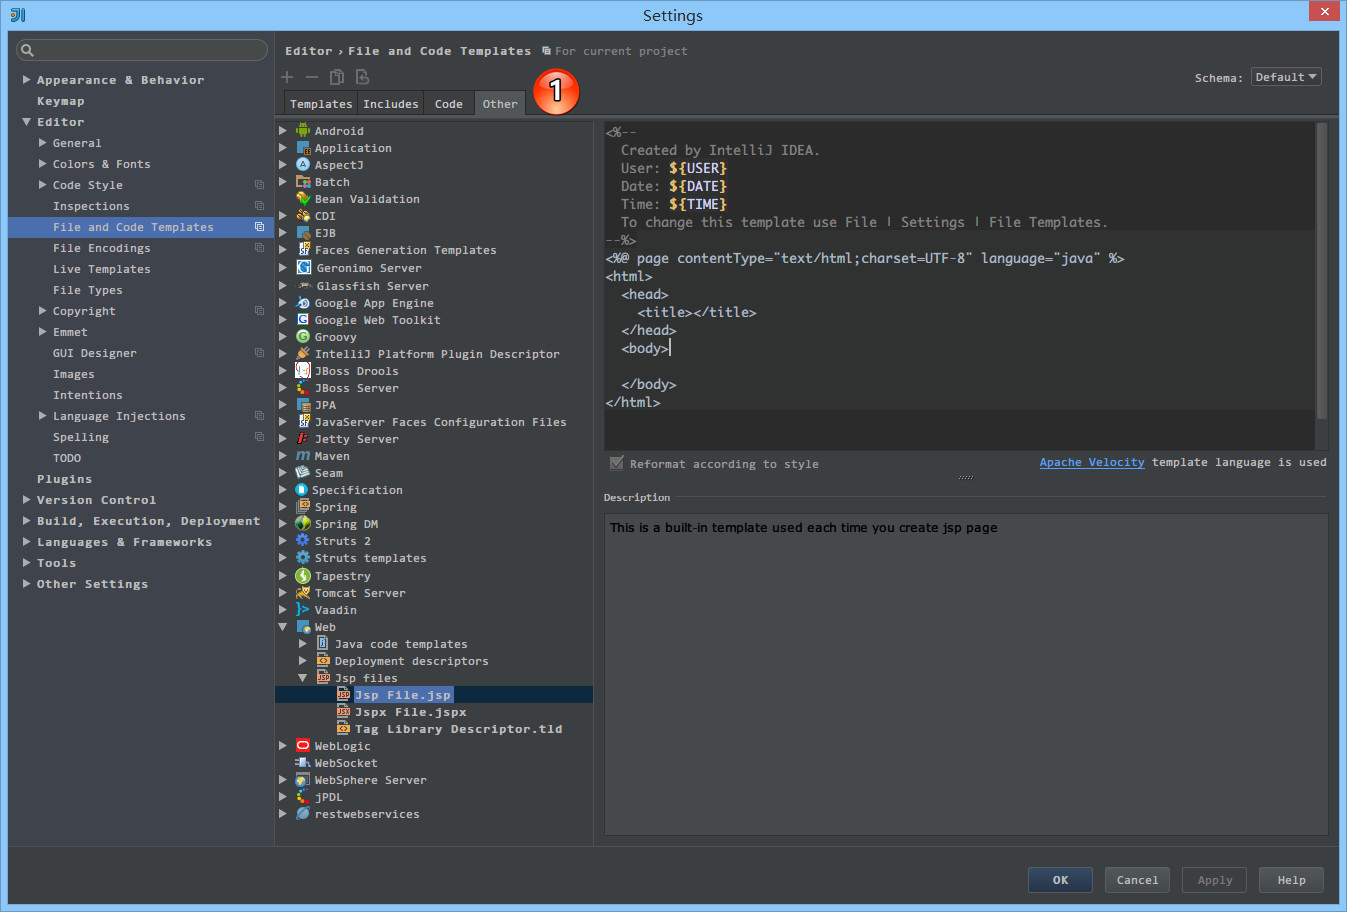 Settings
Editor › File and Code Templates For current project
Schema: Default
1
Templates Includes Code Other
Appearance & Behavior
Keymap
Editor
General
Colors & Fonts
Code Style
Inspections
File and Code Templates
File Encodings
Live Templates
File Types
Copyright
Emmet
GUI Designer
Images
Intentions
Language Injections
Spelling
TODO
Plugins
Version Control
Build, Execution, Deployment
Languages & Frameworks
Tools
Other Settings
Android
Application
AspectJ
Batch
Bean Validation
CDI
EJB
Faces Generation Templates
Geronimo Server
Glassfish Server
Google App Engine
Google Web Toolkit
Groovy
IntelliJ Platform Plugin Descriptor
JBoss Drools
JBoss Server
JPA
JavaServer Faces Configuration Files
Jetty Server
Maven
Seam
Specification
Spring
Spring DM
Struts 2
Struts templates
Tapestry
Tomcat Server
Vaadin
Web
Java code templates
Deployment descriptors
Jsp files
Jsp File.jsp
Jspx File.jspx
Tag Library Descriptor.tld
WebLogic
WebSocket
WebSphere Server
jPDL
restwebservices
<%--
Created by IntelliJ IDEA.
User: ${USER}
Date: ${DATE}
Time: ${TIME}
To change this template use File | Settings | File Templates.
--%>
<%@ page contentType="text/html;charset=UTF-8" language="java" %>
<html>
<head>
<title></title>
</head>
<body>
</body>
</html>
Reformat according to style
Apache Velocity template language is used
Description
This is a built-in template used each time you create jsp page
OK Cancel Apply Help